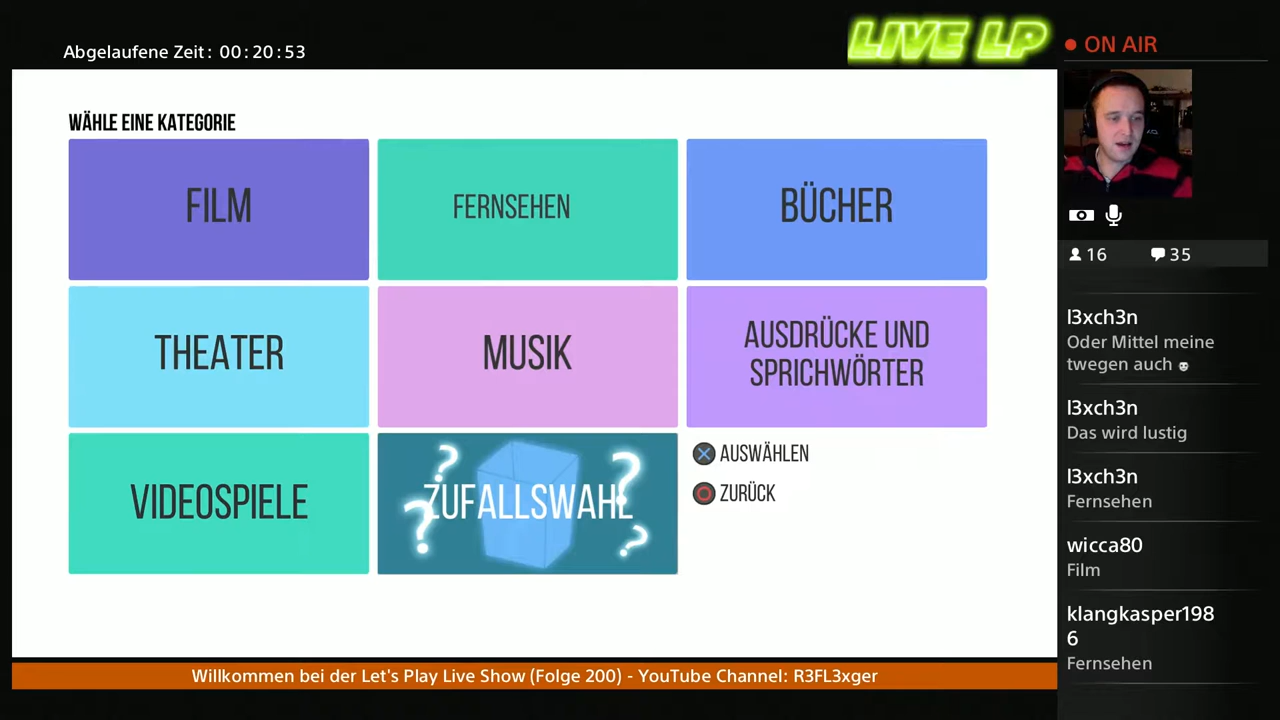 Abgelaufene Zeit: 00:20:53
LIVE LP
ON AIR
WÄHLE EINE KATEGORIE
FILM
FERNSEHEN
BÜCHER
THEATER
MUSIK
AUSDRÜCKE UND
SPRICHWÖRTER
VIDEOSPIELE
? ? ? ?
ZUFALLSWAHL
AUSWÄHLEN
ZURÜCK
16
35
l3xch3n
Oder Mittel meine
twegen auch
l3xch3n
Das wird lustig
l3xch3n
Fernsehen
wicca80
Film
klangkasper198
6
Fernsehen
Willkommen bei der Let's Play Live Show (Folge 200) - YouTube Channel: R3FL3xger